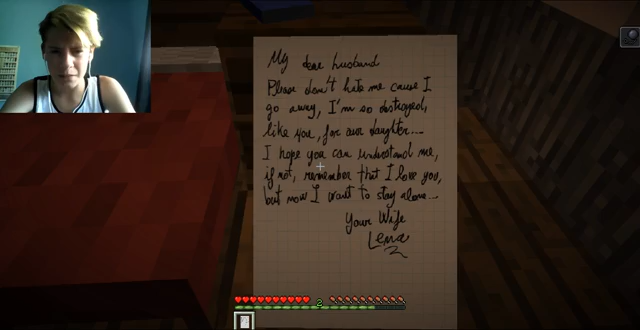 My dear husband
Please don't hate me cause I
go away, I'm so destroyed,
like you, for our daughter....
I hope you can understand me,
if not, remember that I love you,
but now I want to stay alone...
Your Wife
Lena
2